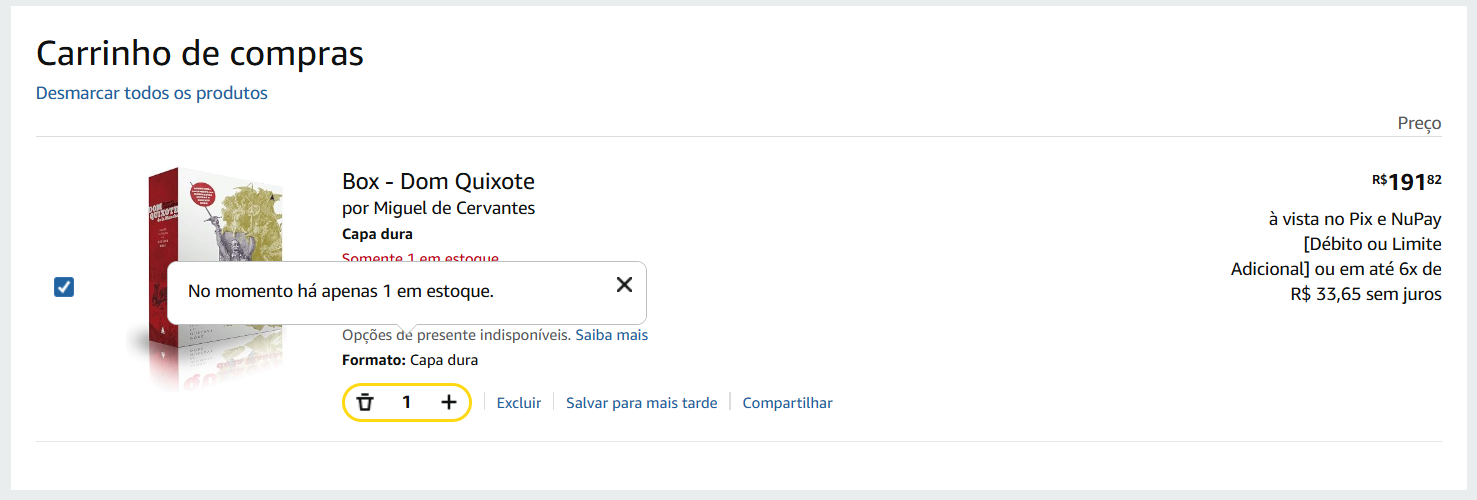 Carrinho de compras
Desmarcar todos os produtos
Preço
Box - Dom Quixote
por Miguel de Cervantes
Capa dura
Somente 1 em estoque
No momento há apenas 1 em estoque.
Opções de presente indisponíveis. Saiba mais
Formato: Capa dura
1
Excluir
Salvar para mais tarde
Compartilhar
R$19182
à vista no Pix e NuPay
[Débito ou Limite
Adicional] ou em até 6x de
R$ 33,65 sem juros
DOM
QUIXOTE